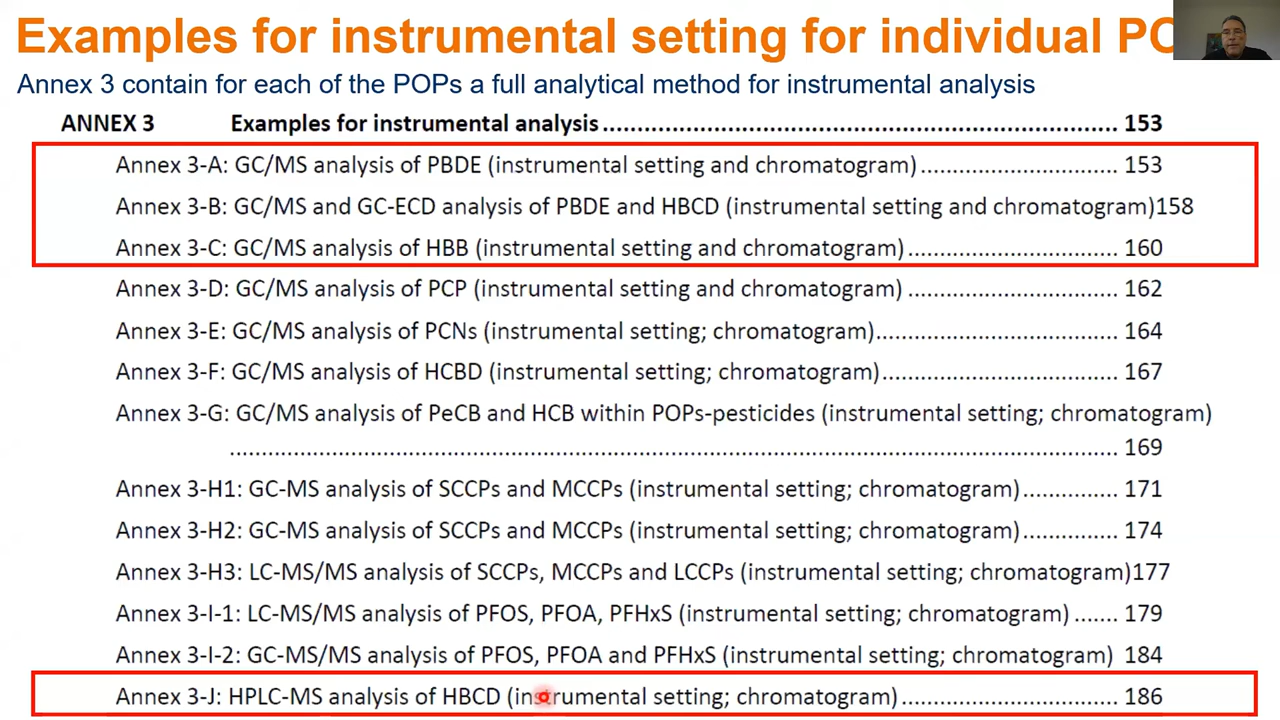 Examples for instrumental setting for individual PO
Annex 3 contain for each of the POPs a full analytical method for instrumental analysis
ANNEX 3 Examples for instrumental analysis ........................................ 153
Annex 3-A: GC/MS analysis of PBDE (instrumental setting and chromatogram) ........................ 153
Annex 3-B: GC/MS and GC-ECD analysis of PBDE and HBCD (instrumental setting and chromatogram)158
Annex 3-C: GC/MS analysis of HBB (instrumental setting and chromatogram) ........................ 160
Annex 3-D: GC/MS analysis of PCP (instrumental setting and chromatogram) ........................ 162
Annex 3-E: GC/MS analysis of PCNs (instrumental setting; chromatogram) ........................ 164
Annex 3-F: GC/MS analysis of HCBD (instrumental setting; chromatogram) ........................ 167
Annex 3-G: GC/MS analysis of PeCB and HCB within POPs-pesticides (instrumental setting; chromatogram)
........................................ 169
Annex 3-H1: GC-MS analysis of SCCPs and MCCPs (instrumental setting; chromatogram) ............... 171
Annex 3-H2: GC-MS analysis of SCCPs and MCCPs (instrumental setting; chromatogram) ............... 174
Annex 3-H3: LC-MS/MS analysis of SCCPs, MCCPs and LCCPs (instrumental setting; chromatogram)177
Annex 3-I-1: LC-MS/MS analysis of PFOS, PFOA, PFHxS (instrumental setting; chromatogram) ....... 179
Annex 3-I-2: GC-MS/MS analysis of PFOS, PFOA and PFHxS (instrumental setting; chromatogram) 184
Annex 3-J: HPLC-MS analysis of HBCD (instrumental setting; chromatogram) ........................ 186